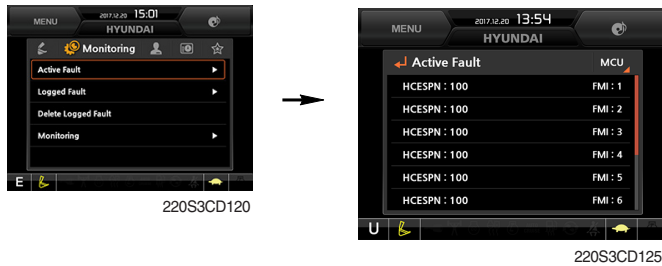 MENU
2017.12.20 15:01
HYUNDAI
Monitoring
Active Fault
Logged Fault
Delete Logged Fault
Monitoring
E
220S3CD120
MENU
2017.12.20 13:54
HYUNDAI
Active Fault MCU
HCESPN : 100 FMI : 1
HCESPN : 100 FMI : 2
HCESPN : 100 FMI : 3
HCESPN : 100 FMI : 4
HCESPN : 100 FMI : 5
HCESPN : 100 FMI : 6
U
220S3CD125